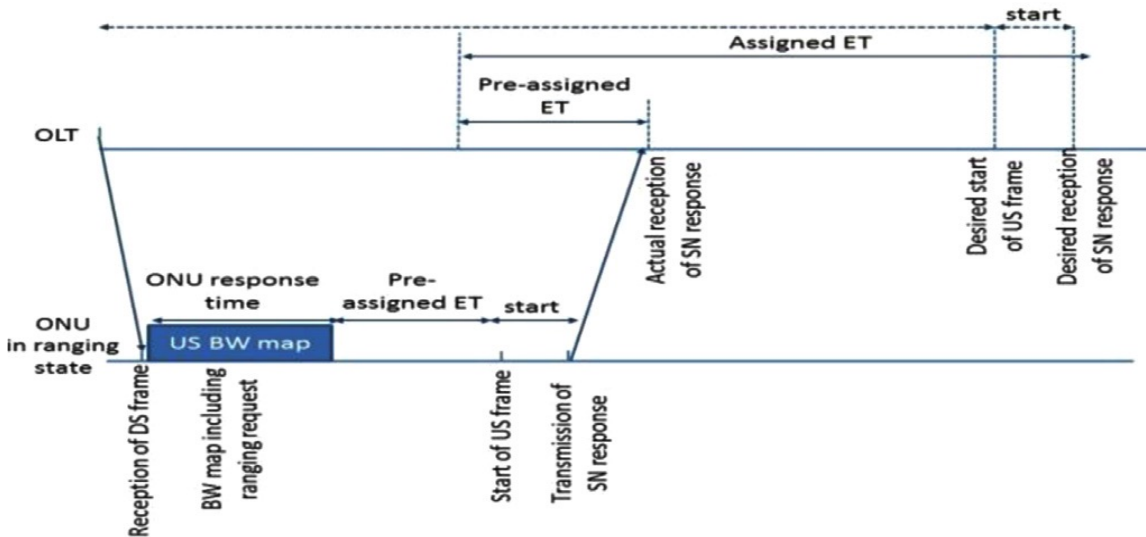 start
Assigned ET
Pre-assigned
ET
OLT
Actual reception
of SN response
Desired start
of US frame
Desired reception
of SN response
ONU response
time
Pre-
assigned ET
start
ONU
in ranging
state
US BW map
Reception of DS frame
BW map including
ranging request
Start of US frame
Transmission of
SN response